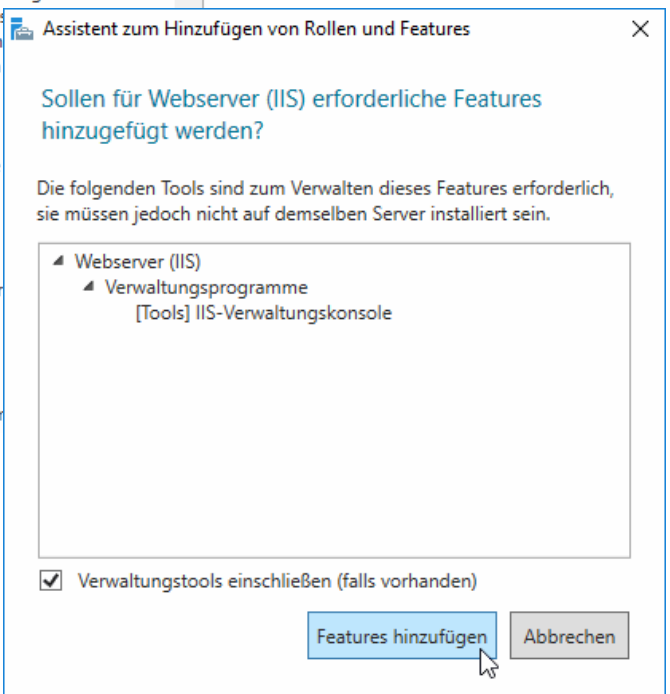 Assistent zum Hinzufügen von Rollen und Features
Sollen für Webserver (IIS) erforderliche Features
hinzugefügt werden?
Die folgenden Tools sind zum Verwalten dieses Features erforderlich,
sie müssen jedoch nicht auf demselben Server installiert sein.
Webserver (IIS)
Verwaltungsprogramme
[Tools] IIS-Verwaltungskonsole
Verwaltungstools einschließen (falls vorhanden)
Features hinzufügen
Abbrechen